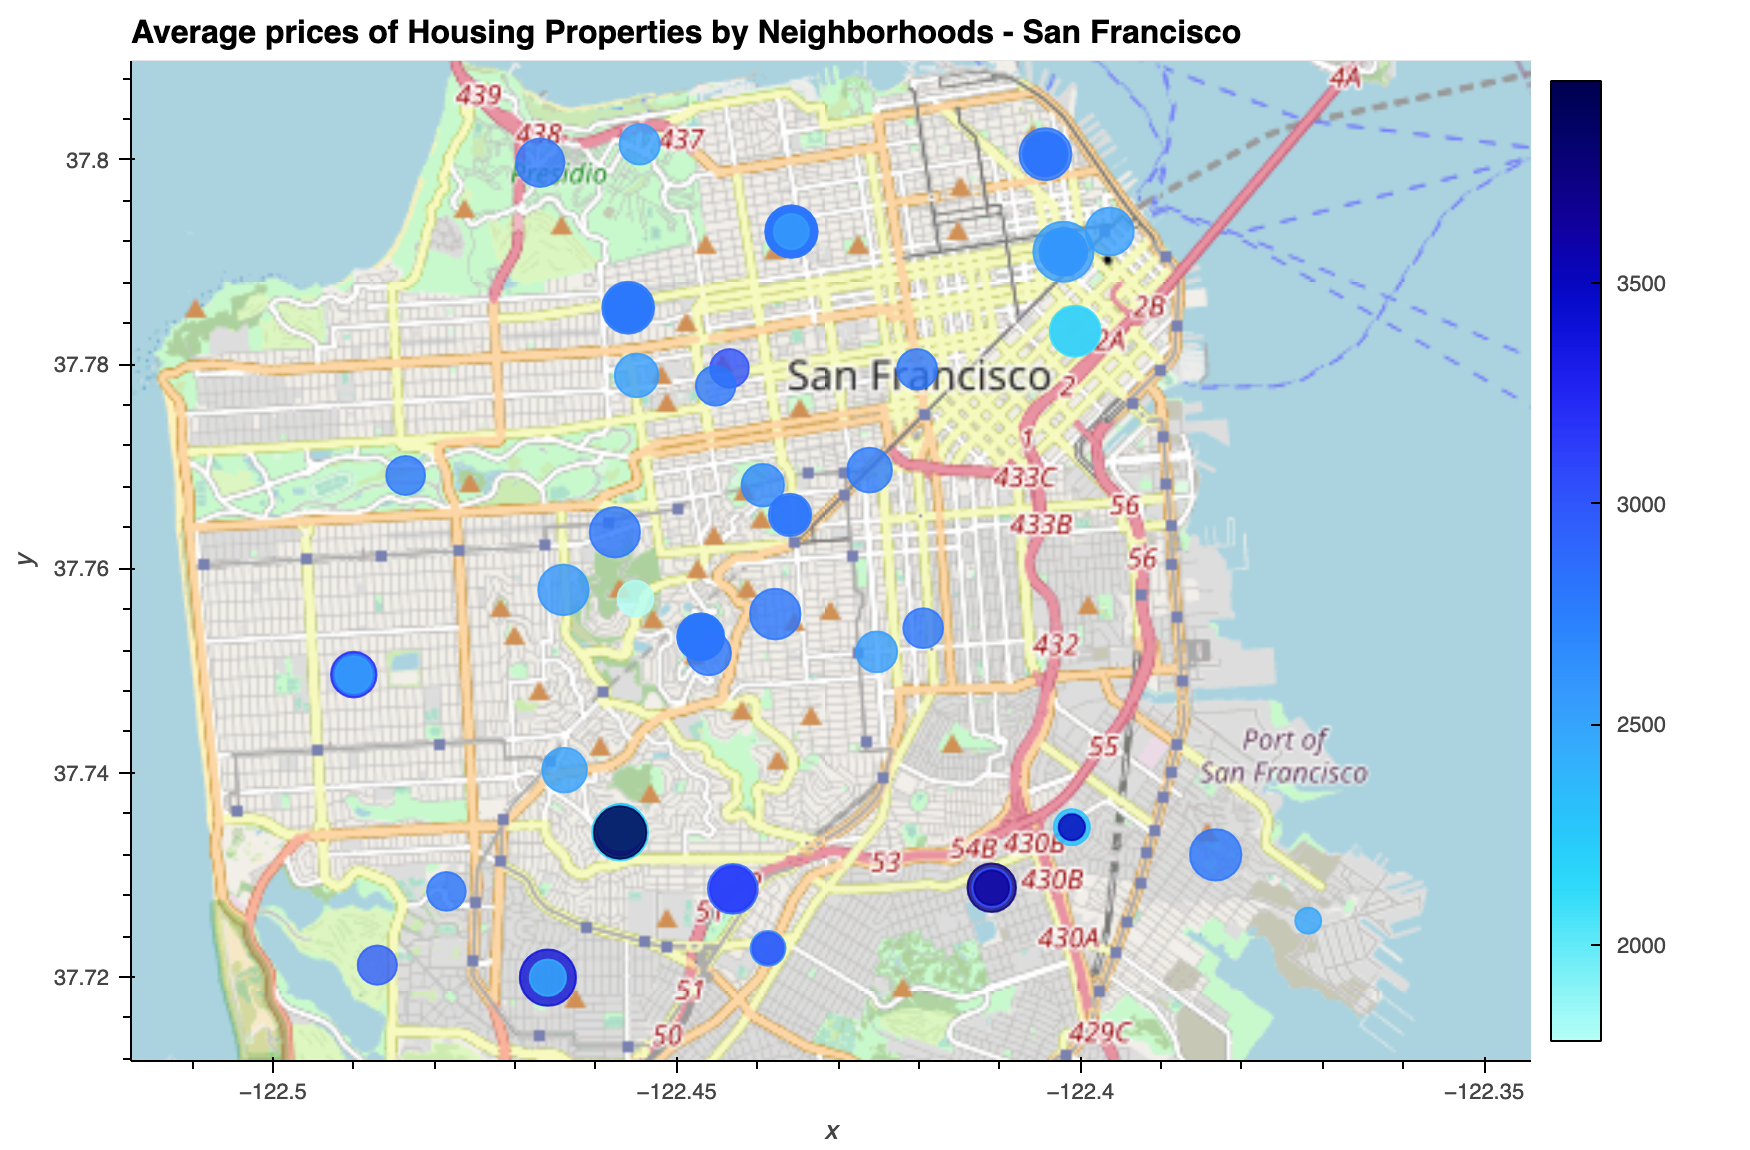 Average prices of Housing Properties by Neighborhoods - San Francisco
439
4A
438
437
37.8
Presidio
3500
2B
2A
37.78
San Francisco
2
1
433C
56
3000
433B
37.76
y
56
432
2500
55
Port of
San Francisco
37.74
54B
430B
53
430B
51
430A
2000
37.72
51
50
429C
−122.5
−122.45
−122.4
−122.35
x